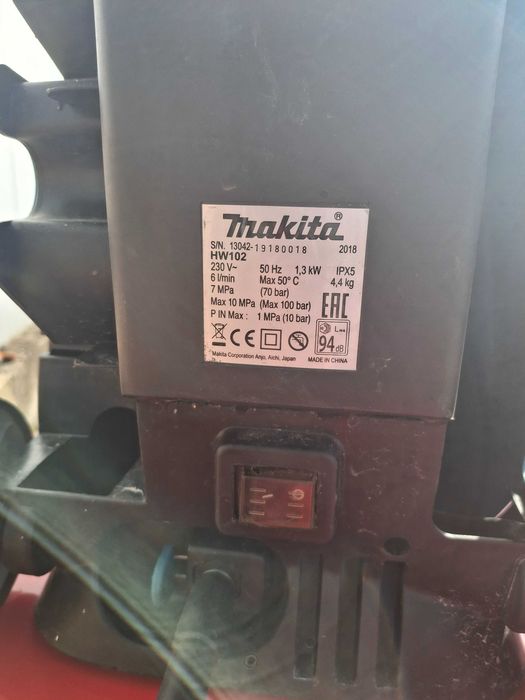 makita®
S/N. 13042-19180018 2018
HW102
230 V~ 50 Hz 1,3 kW IPX5
6 l/min Max 50° C 4,4 kg
7 MPa (70 bar)
Max 10 MPa (Max 100 bar)
P IN Max : 1 MPa (10 bar)
EAC
CE
94 dB
Makita Corporation Anjo, Aichi, Japan MADE IN CHINA